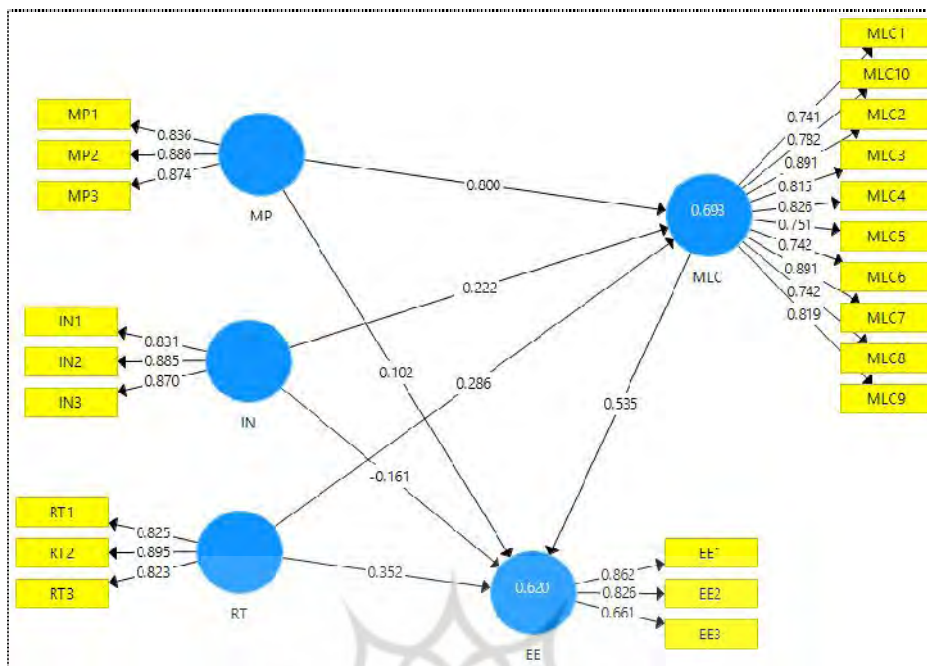 MP1
MP2
MP3
0.836
0.886
0.874
MP
IN1
IN2
IN3
0.831
0.885
0.870
IN
RT1
RT2
RT3
0.825
0.895
0.823
RT
0.800
0.222
0.286
0.102
-0.161
0.352
0.535
0.693
MLC
0.741
0.782
0.891
0.815
0.826
0.751
0.742
0.891
0.742
0.819
MLC1
MLC10
MLC2
MLC3
MLC4
MLC5
MLC6
MLC7
MLC8
MLC9
0.620
EE
0.862
0.826
0.661
EE1
EE2
EE3